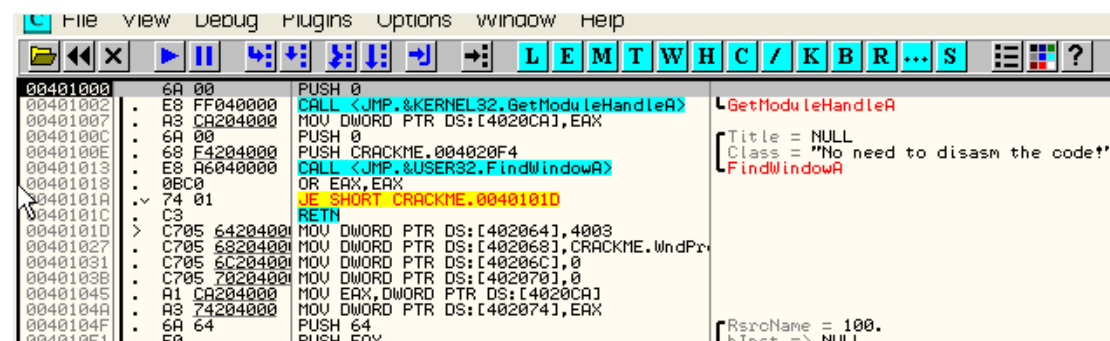 C File View Debug Plugins Options Window Help
L E M T W H C / K B R ... S ?
00401000 6A 00 PUSH 0
00401002 . E8 FF040000 CALL <JMP.&KERNEL32.GetModuleHandleA> GetModuleHandleA
00401007 . A3 CA204000 MOV DWORD PTR DS:[4020CA],EAX
0040100C . 6A 00 PUSH 0 Title = NULL
0040100E . 68 F4204000 PUSH CRACKME.004020F4 Class = "No need to disasm the code!"
00401013 . E8 A6040000 CALL <JMP.&USER32.FindWindowA> FindWindowA
00401018 . 0BC0 OR EAX,EAX
0040101A .v 74 01 JE SHORT CRACKME.0040101D
0040101C . C3 RETN
0040101D > C705 64204000 MOV DWORD PTR DS:[402064],4003
00401027 . C705 68204000 MOV DWORD PTR DS:[402068],CRACKME.WndPr
00401031 . C705 6C204000 MOV DWORD PTR DS:[40206C],0
0040103B . C705 70204000 MOV DWORD PTR DS:[402070],0
00401045 . A1 CA204000 MOV EAX,DWORD PTR DS:[4020CA]
0040104A . A3 74204000 MOV DWORD PTR DS:[402074],EAX
0040104F . 6A 64 PUSH 64 RsrcName = 100.
00401051 . 50 PUSH EAX hInst => NULL